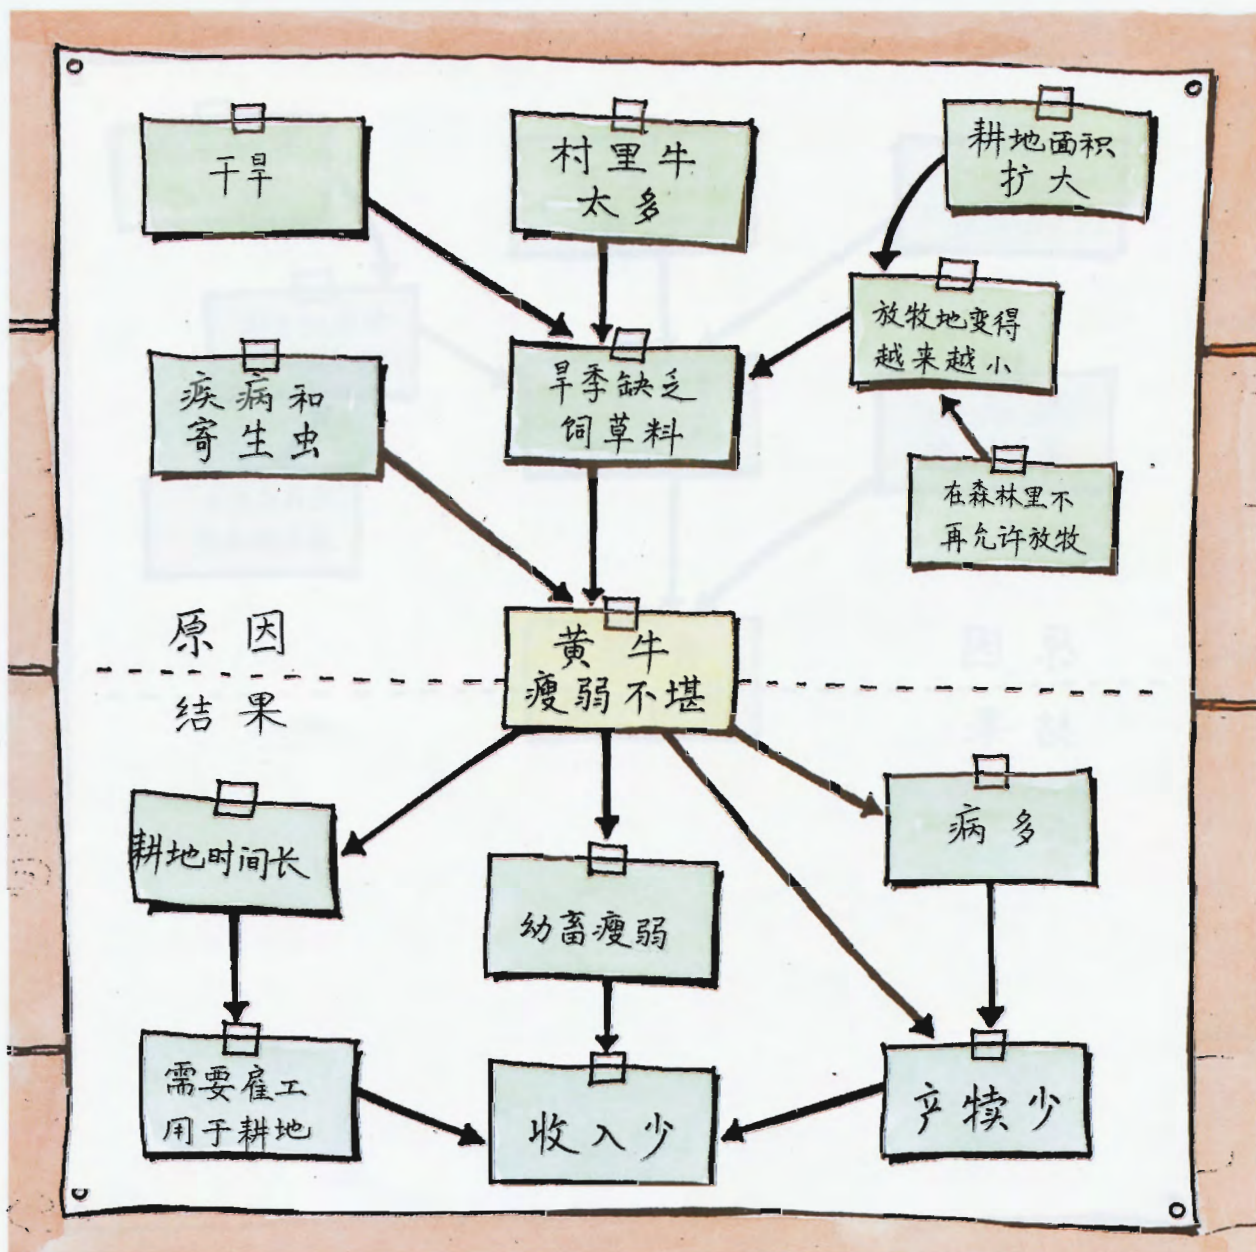 干旱
村里牛
太多
耕地面积
扩大
放牧地变得
越来越小
疾病和
寄生虫
旱季缺乏
饲草料
在森林里不
再允许放牧
原因
黄牛
瘦弱不堪
结果
耕地时间长
幼畜瘦弱
病多
需要雇工
用于耕地
收入少
产犊少